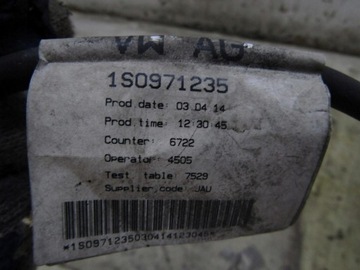 VW AG
1S0971235
Prod.date: 03.04.14
Prod.time: 12:30:45
Counter: 6722
Operator: 4505
Test table: 7529
Supplier,code: JAU